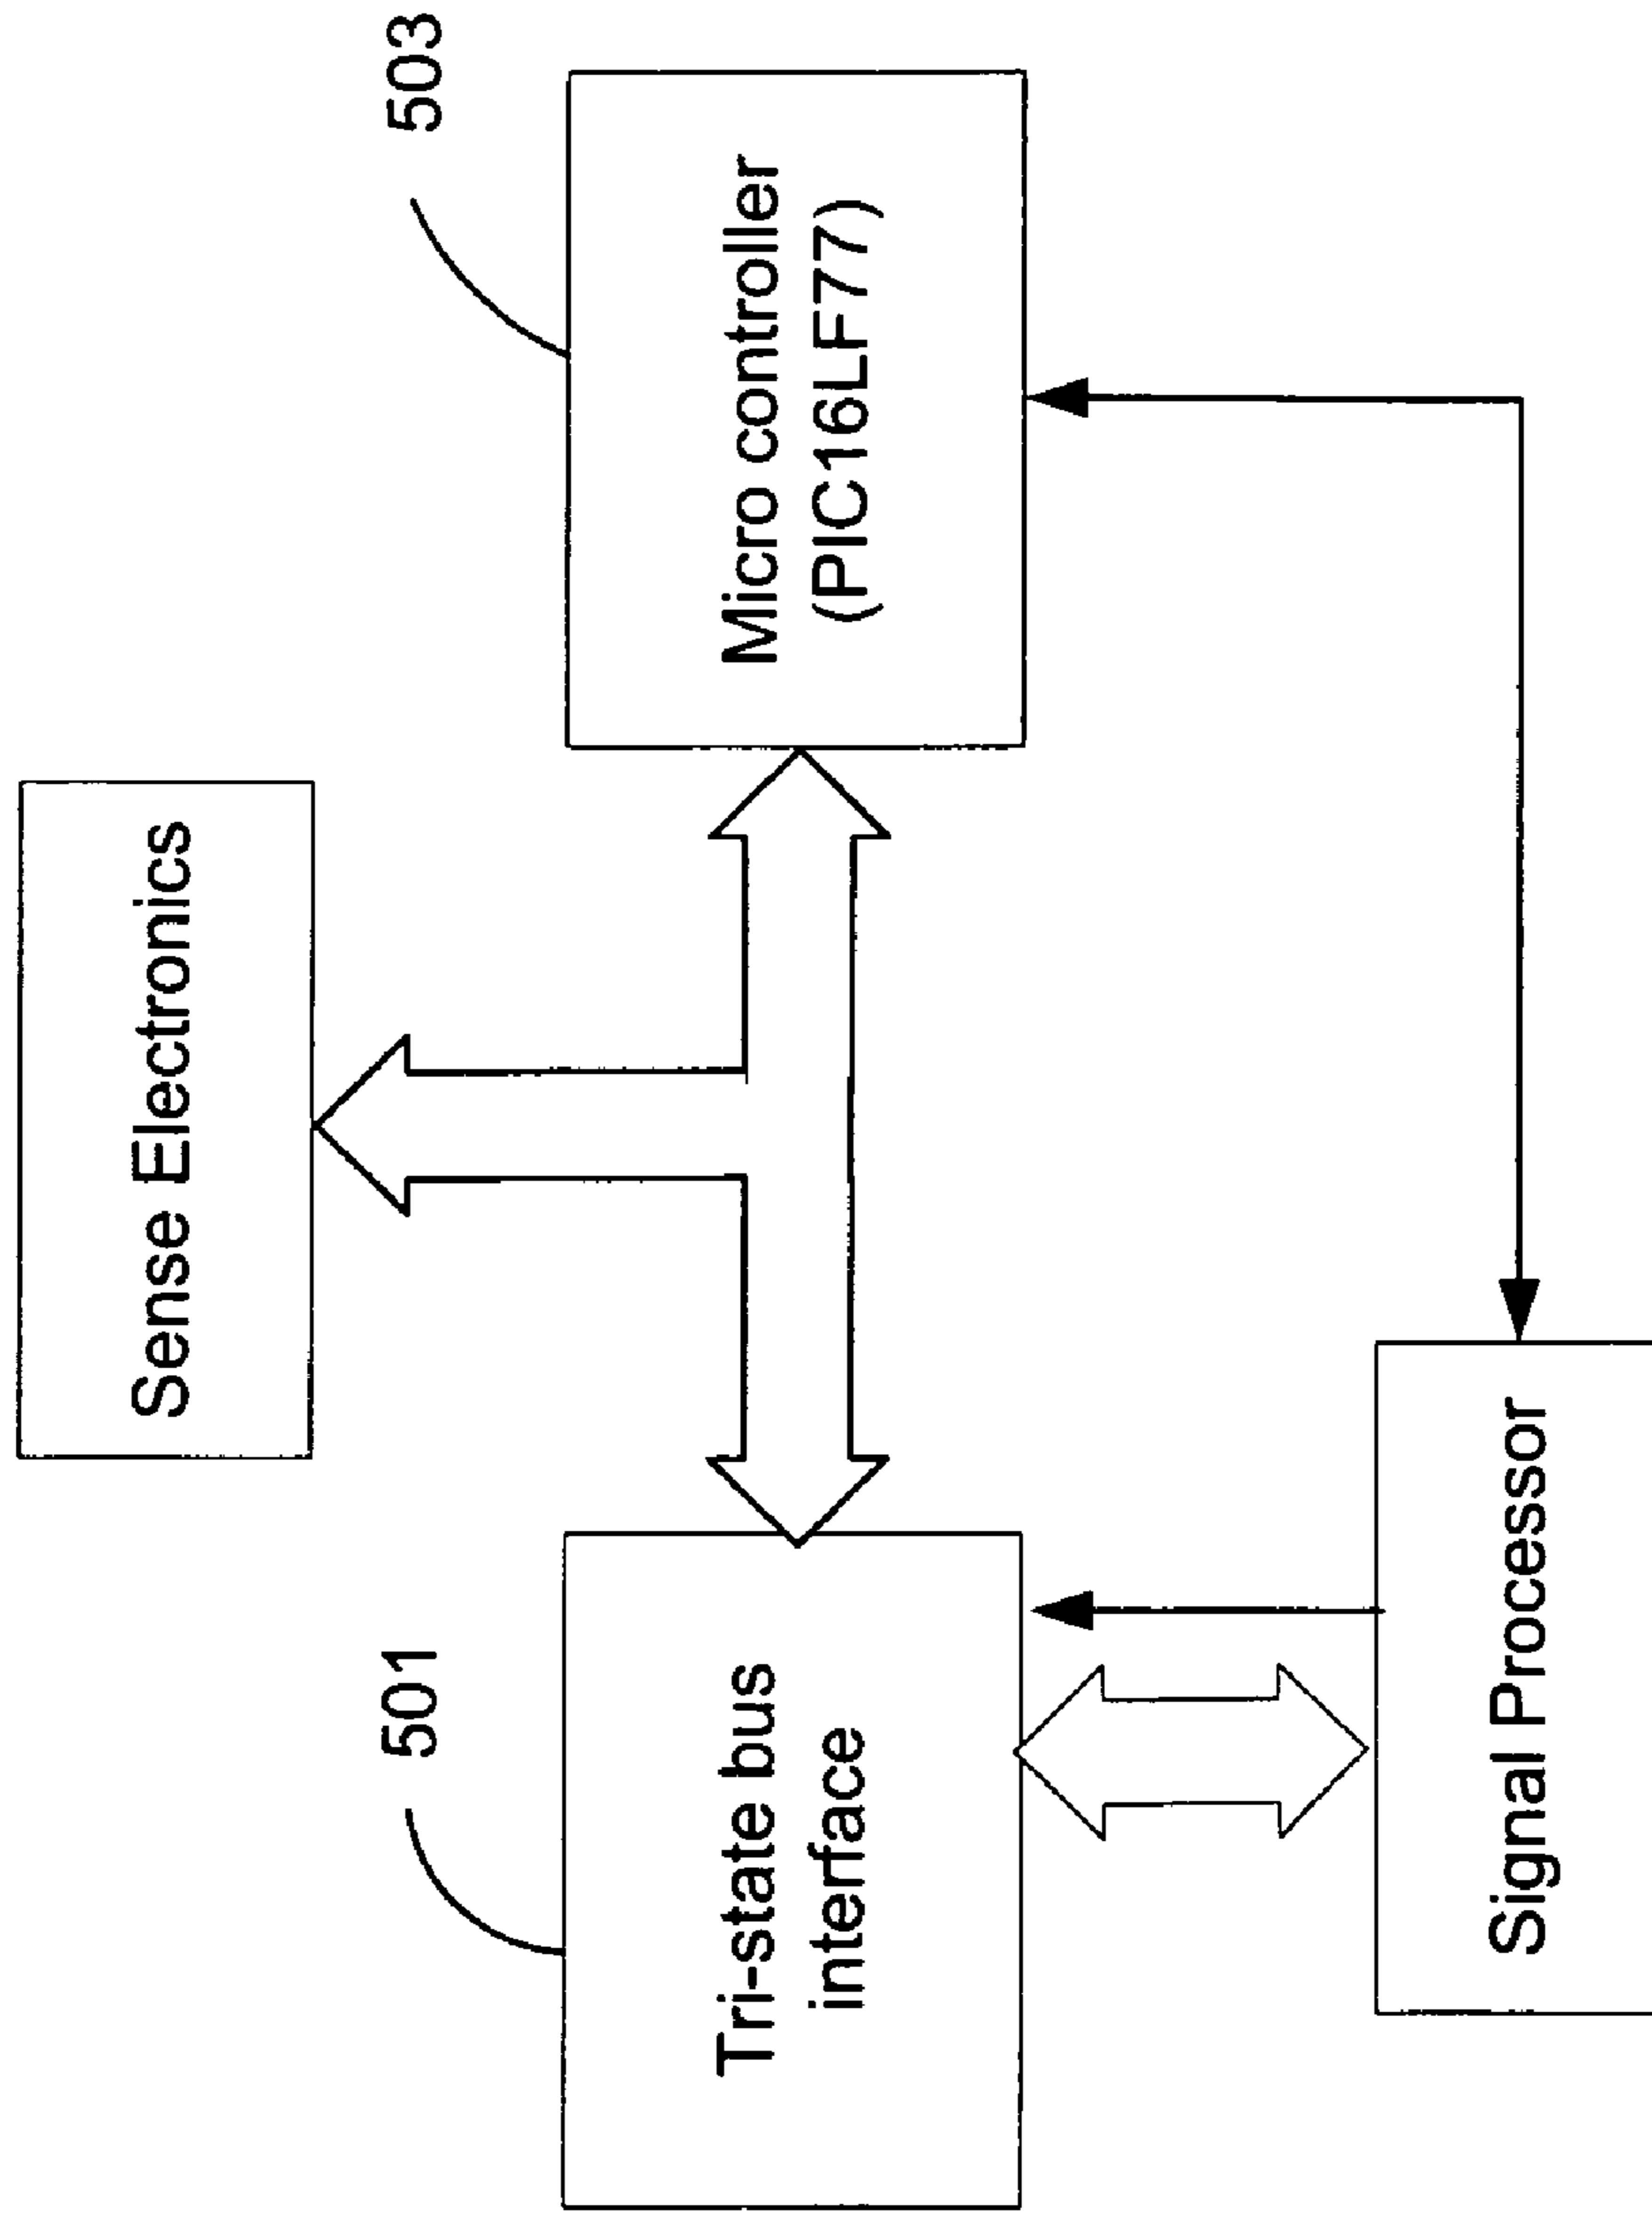 Sense Electronics
501
503
Tri-state bus
interface
Micro controller
(PIC16LF77)
Signal Processor